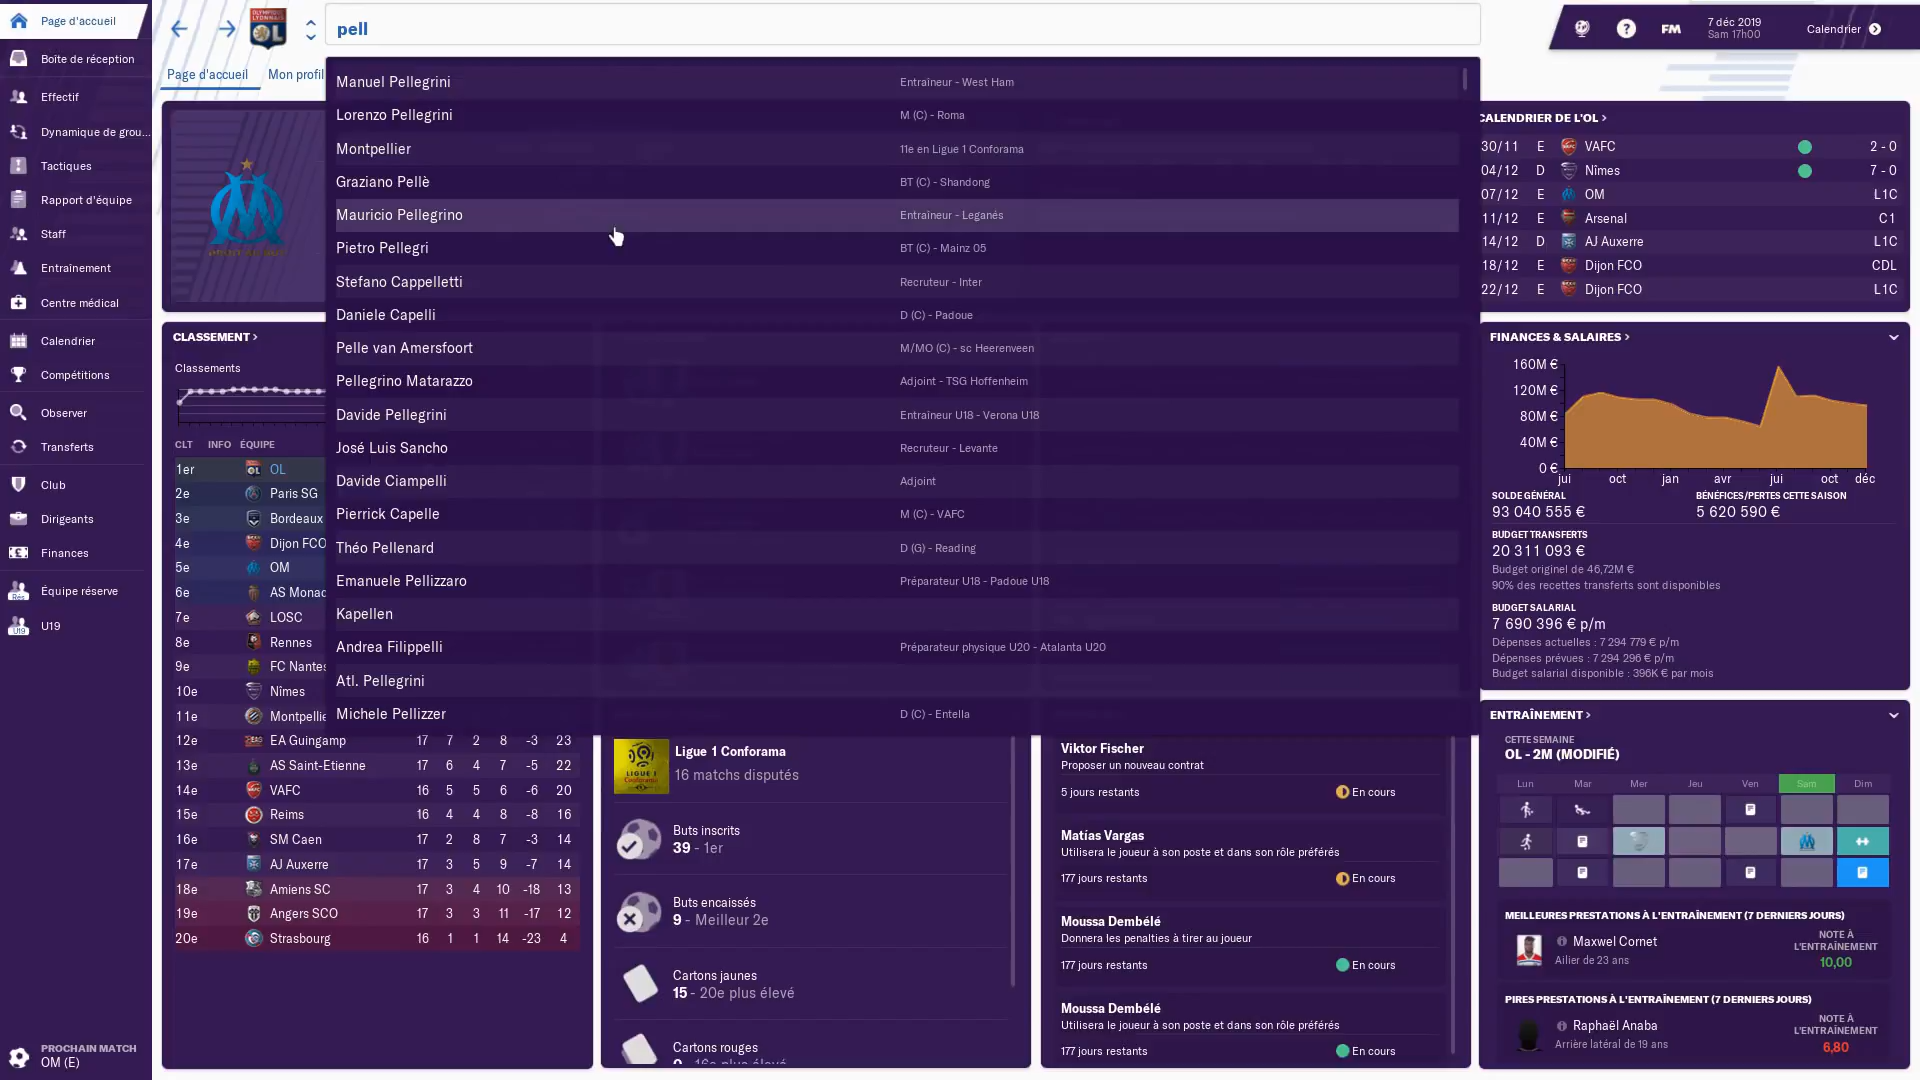 Page d'accueil
Boîte de réception
Effectif
Dynamique de grou...
Tactiques
Rapport d'équipe
Staff
Entraînement
Centre médical
Calendrier
Compétitions
Observer
Transferts
Club
Dirigeants
Finances
Équipe réserve
U19
PROCHAIN MATCH
OM (E)
pell
Page d'accueil Mon profil
7 déc 2019
Sam 17h00
FM
Calendrier
Manuel Pellegrini Entraîneur - West Ham
Lorenzo Pellegrini M (C) - Roma
Montpellier 11e en Ligue 1 Conforama
Graziano Pellè BT (C) - Shandong
Mauricio Pellegrino Entraîneur - Leganés
Pietro Pellegri BT (C) - Mainz 05
Stefano Cappelletti Recruteur - Inter
Daniele Capelli D (C) - Padoue
Pelle van Amersfoort M/MO (C) - sc Heerenveen
Pellegrino Matarazzo Adjoint - TSG Hoffenheim
Davide Pellegrini Entraîneur U18 - Verona U18
José Luis Sancho Recruteur - Levante
Davide Ciampelli Adjoint
Pierrick Capelle M (C) - VAFC
Théo Pellenard D (G) - Reading
Emanuele Pellizzaro Préparateur U18 - Padoue U18
Kapellen
Andrea Filippelli Préparateur physique U20 - Atalanta U20
Atl. Pellegrini
Michele Pellizzer D (C) - Entella
CLASSEMENT >
Classements
CLT INFO ÉQUIPE
1er OL
2e Paris SG
3e Bordeaux
4e Dijon FCO
5e OM
6e AS Monac
7e LOSC
8e Rennes
9e FC Nantes
10e Nîmes
11e Montpellie
12e EA Guingamp 17 7 2 8 -3 23
13e AS Saint-Etienne 17 6 4 7 -5 22
14e VAFC 16 5 5 6 -6 20
15e Reims 16 4 4 8 -8 16
16e SM Caen 17 2 8 7 -3 14
17e AJ Auxerre 17 3 5 9 -7 14
18e Amiens SC 17 3 4 10 -18 13
19e Angers SCO 17 3 3 11 -17 12
20e Strasbourg 16 1 1 14 -23 4
Ligue 1 Conforama
16 matchs disputés
Buts inscrits
39 - 1er
Buts encaissés
9 - Meilleur 2e
Cartons jaunes
15 - 20e plus élevé
Cartons rouges
Viktor Fischer
Proposer un nouveau contrat
5 jours restants En cours
Matías Vargas
Utilisera le joueur à son poste et dans son rôle préférés
177 jours restants En cours
Moussa Dembélé
Donnera les penalties à tirer au joueur
177 jours restants En cours
Moussa Dembélé
Utilisera le joueur à son poste et dans son rôle préférés
177 jours restants En cours
CALENDRIER DE L'OL >
30/11 E VAFC 2 - 0
04/12 D Nîmes 7 - 0
07/12 E OM L1C
11/12 E Arsenal C1
14/12 D AJ Auxerre L1C
18/12 E Dijon FCO CDL
22/12 E Dijon FCO L1C
FINANCES & SALAIRES >
160M €
120M €
80M €
40M €
0 €
jui oct jan avr jui oct déc
SOLDE GÉNÉRAL
93 040 555 €
BÉNÉFICES/PERTES CETTE SAISON
5 620 590 €
BUDGET TRANSFERTS
20 311 093 €
Budget originel de 46,72M €
90% des recettes transferts sont disponibles
BUDGET SALARIAL
7 690 396 € p/m
Dépenses actuelles : 7 294 779 € p/m
Dépenses prévues : 7 294 296 € p/m
Budget salarial disponible : 396K € par mois
ENTRAÎNEMENT >
CETTE SEMAINE
OL - 2M (MODIFIÉ)
Lun Mar Mer Jeu Ven Sam Dim
MEILLEURES PRESTATIONS À L'ENTRAÎNEMENT (7 DERNIERS JOURS)
Maxwel Cornet
Ailier de 23 ans
NOTE À L'ENTRAÎNEMENT
10,00
PIRES PRESTATIONS À L'ENTRAÎNEMENT (7 DERNIERS JOURS)
Raphaël Anaba
Arrière latéral de 19 ans
NOTE À L'ENTRAÎNEMENT
6,80